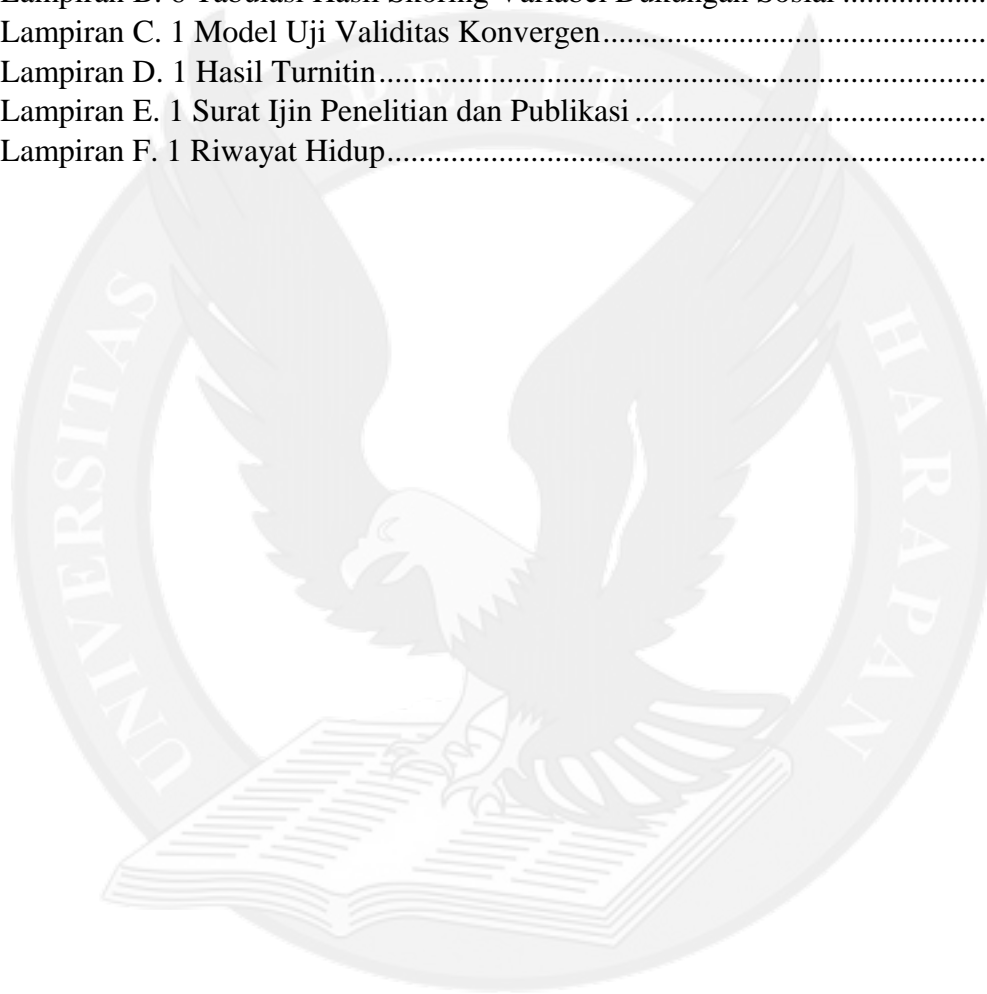 Lampiran B. 6 Tabulasi Hasil Skoring Variabel Dukungan Sosial ................
Lampiran C. 1 Model Uji Validitas Konvergen..........................................
Lampiran D. 1 Hasil Turnitin....................................................................
Lampiran E. 1 Surat Ijin Penelitian dan Publikasi ......................................
Lampiran F. 1 Riwayat Hidup...................................................................
UNIVERSITAS PELITA HARAPAN